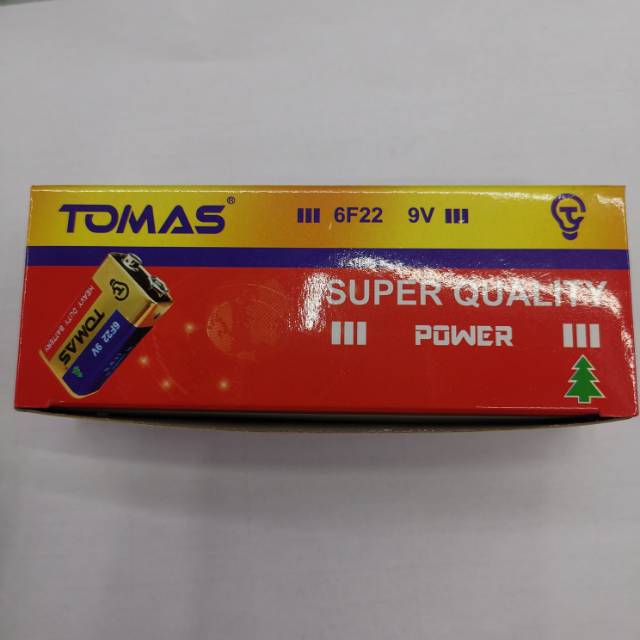 TOMAS®
6F22 9V
SUPER QUALITY
POWER
HEAVY DUTY BATTERY
TOMAS
6F22 9V